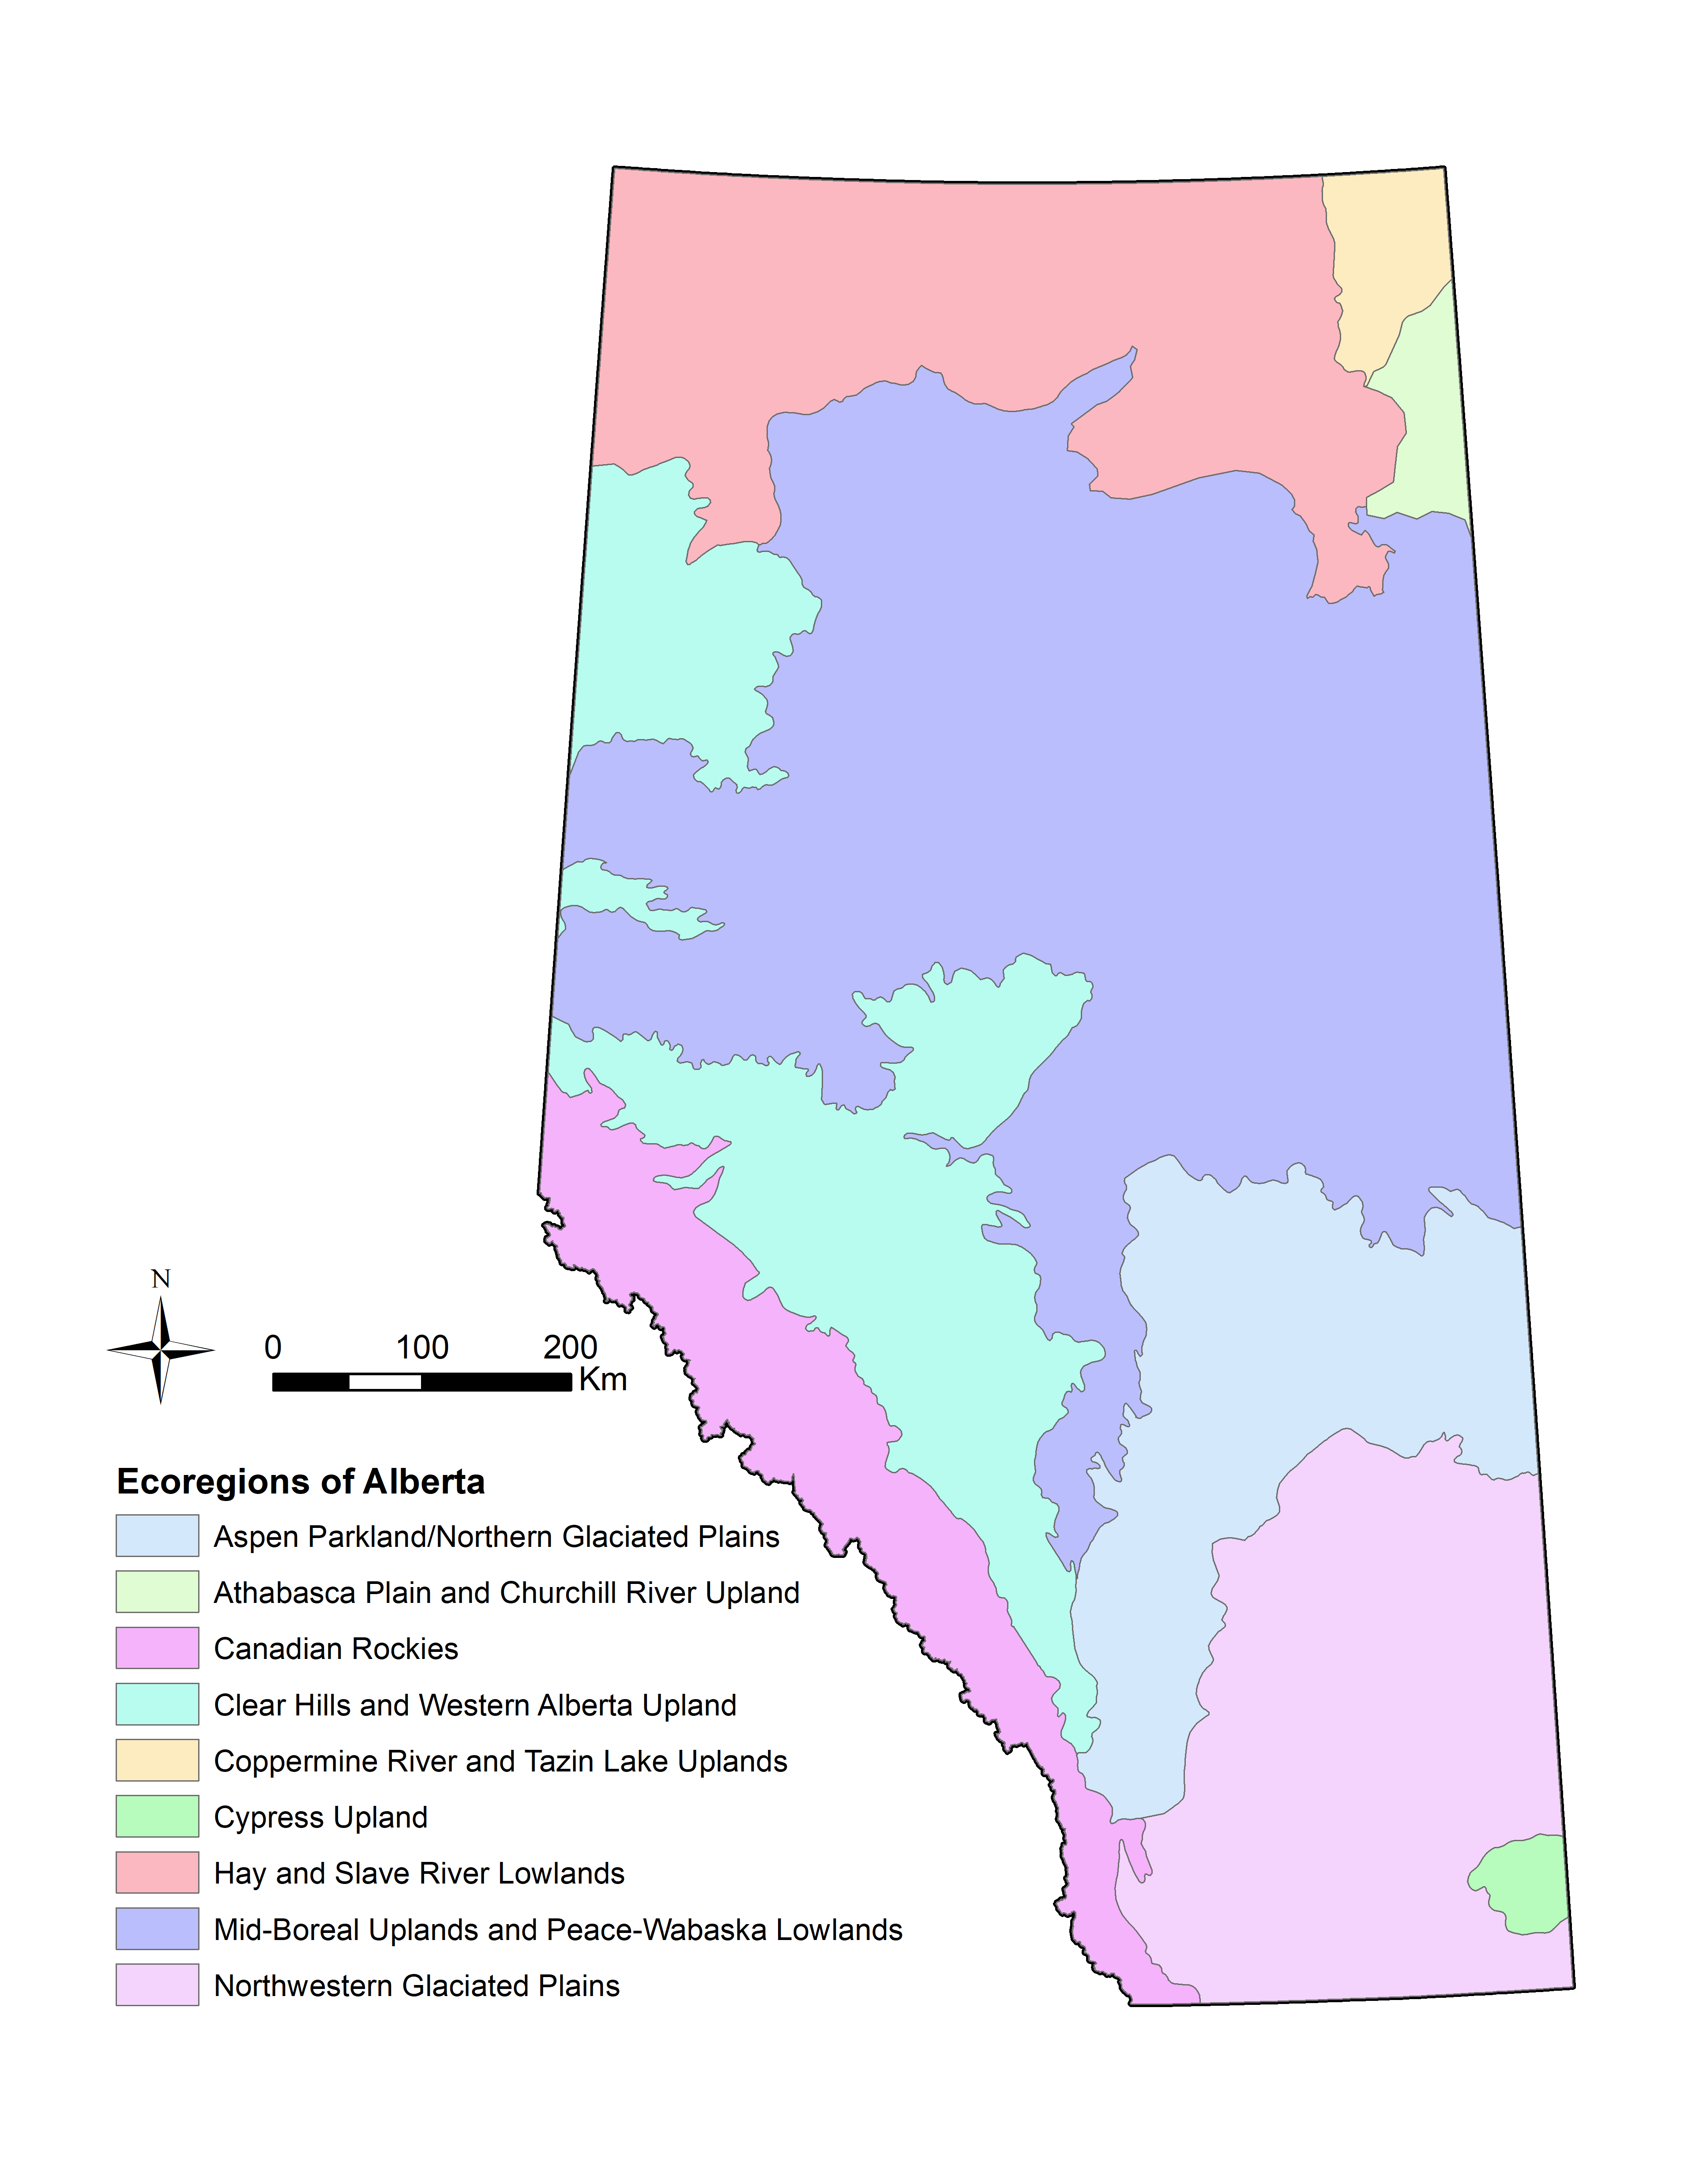 N
0 100 200
Km
Ecoregions of Alberta
Aspen Parkland/Northern Glaciated Plains
Athabasca Plain and Churchill River Upland
Canadian Rockies
Clear Hills and Western Alberta Upland
Coppermine River and Tazin Lake Uplands
Cypress Upland
Hay and Slave River Lowlands
Mid-Boreal Uplands and Peace-Wabaska Lowlands
Northwestern Glaciated Plains